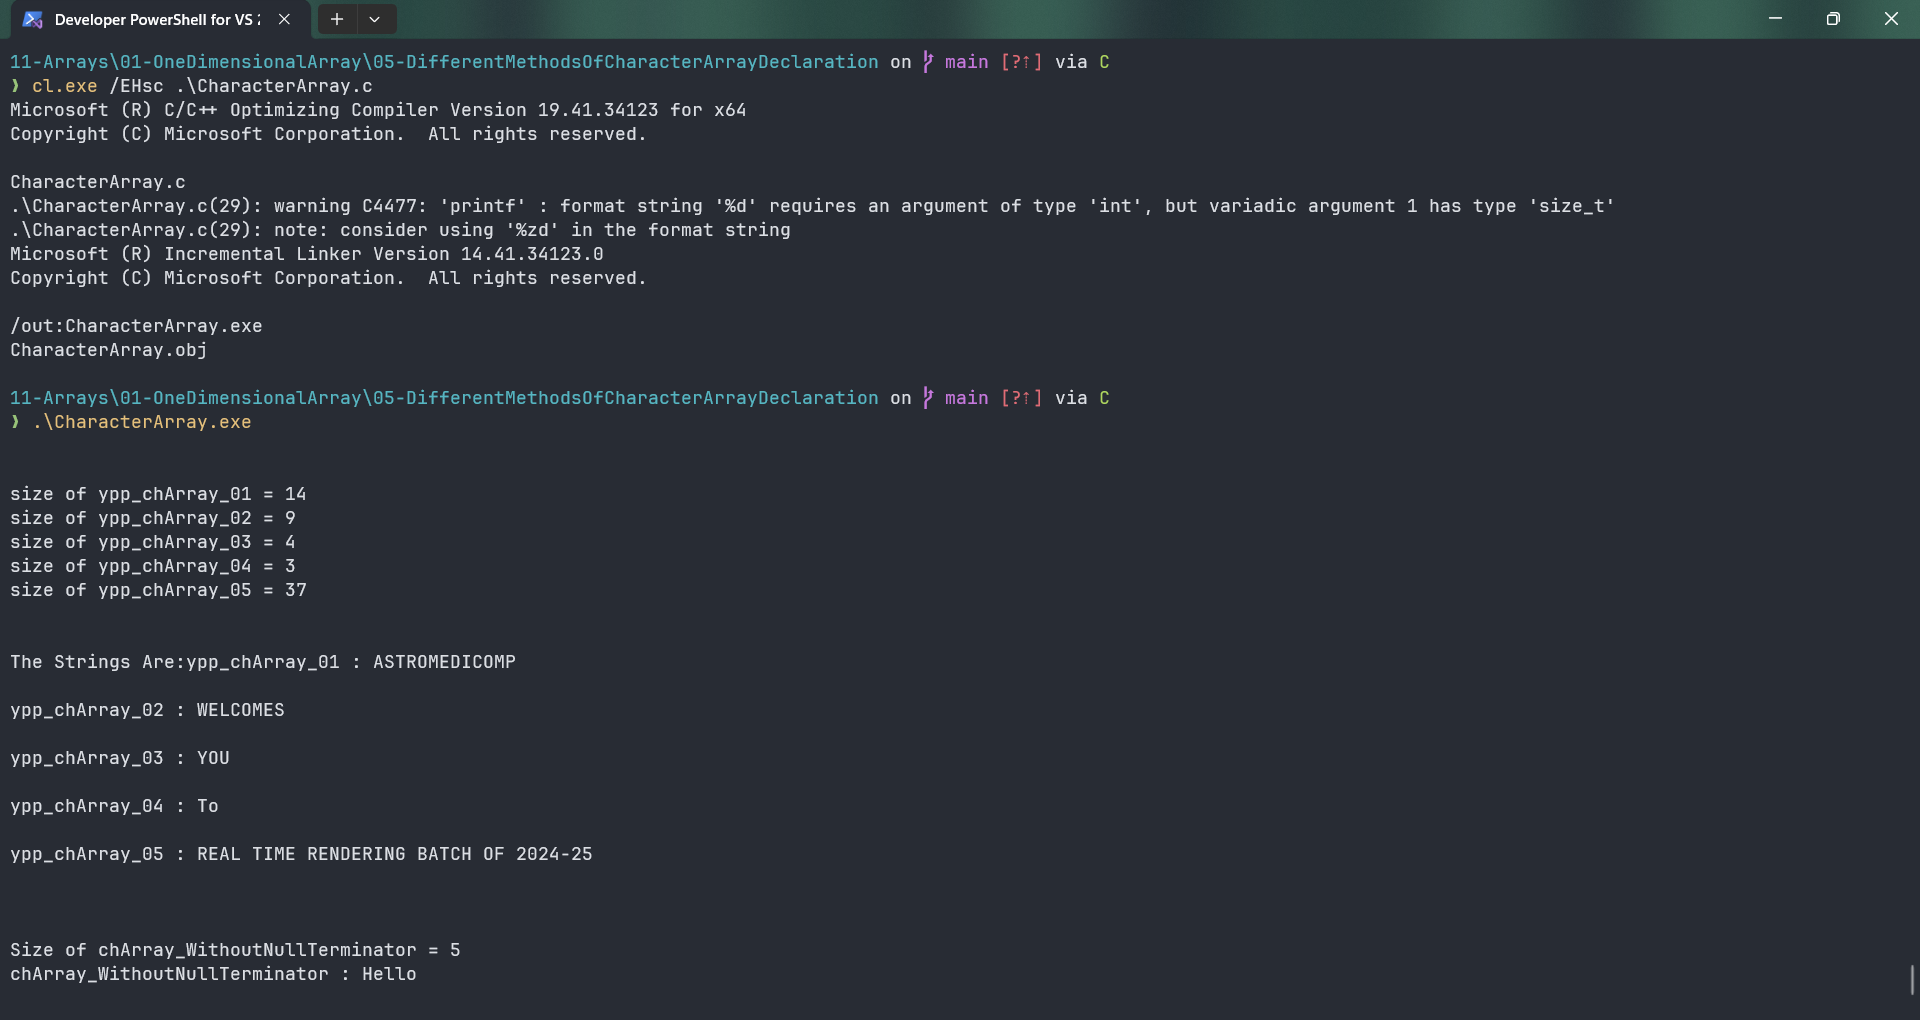 Developer PowerShell for VS 2
11-Arrays\01-OneDimensionalArray\05-DifferentMethodsOfCharacterArrayDeclaration on main [?↑] via C
❱ cl.exe /EHsc .\CharacterArray.c
Microsoft (R) C/C++ Optimizing Compiler Version 19.41.34123 for x64
Copyright (C) Microsoft Corporation.  All rights reserved.
CharacterArray.c
.\CharacterArray.c(29): warning C4477: 'printf' : format string '%d' requires an argument of type 'int', but variadic argument 1 has type 'size_t'
.\CharacterArray.c(29): note: consider using '%zd' in the format string
Microsoft (R) Incremental Linker Version 14.41.34123.0
Copyright (C) Microsoft Corporation.  All rights reserved.
/out:CharacterArray.exe
CharacterArray.obj
11-Arrays\01-OneDimensionalArray\05-DifferentMethodsOfCharacterArrayDeclaration on main [?↑] via C
❱ .\CharacterArray.exe
size of ypp_chArray_01 = 14
size of ypp_chArray_02 = 9
size of ypp_chArray_03 = 4
size of ypp_chArray_04 = 3
size of ypp_chArray_05 = 37
The Strings Are:ypp_chArray_01 : ASTROMEDICOMP
ypp_chArray_02 : WELCOMES
ypp_chArray_03 : YOU
ypp_chArray_04 : To
ypp_chArray_05 : REAL TIME RENDERING BATCH OF 2024-25
Size of chArray_WithoutNullTerminator = 5
chArray_WithoutNullTerminator : Hello